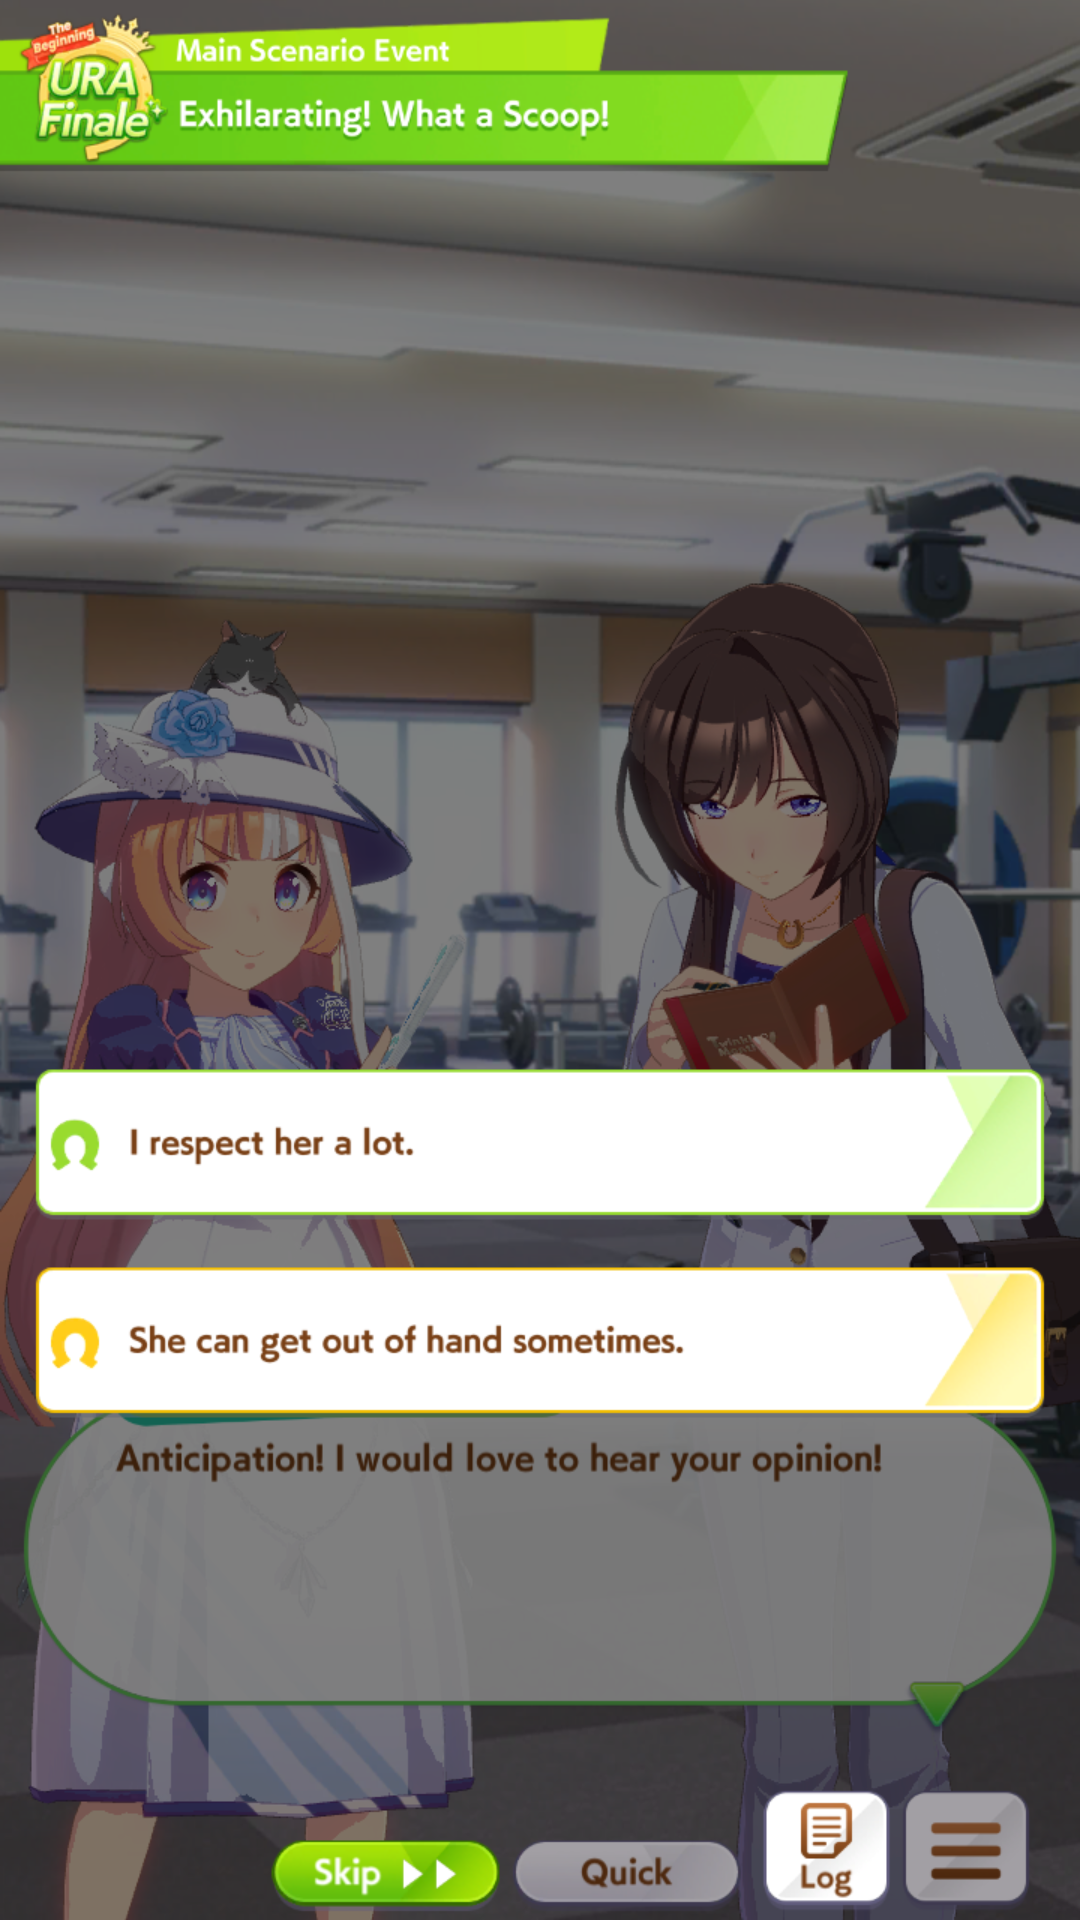 The
Beginning
URA
Finale
Main Scenario Event
Exhilarating! What a Scoop!
I respect her a lot.
She can get out of hand sometimes.
Anticipation! I would love to hear your opinion!
Skip
Quick
Log